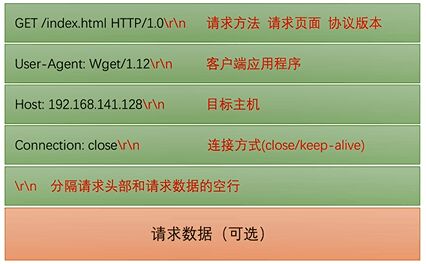 GET /index.html HTTP/1.0\r\n 请求方法 请求页面 协议版本
User-Agent: Wget/1.12\r\n 客户端应用程序
Host: 192.168.141.128\r\n 目标主机
Connection: close\r\n 连接方式(close/keep-alive)
\r\n 分隔请求头部和请求数据的空行
请求数据（可选）